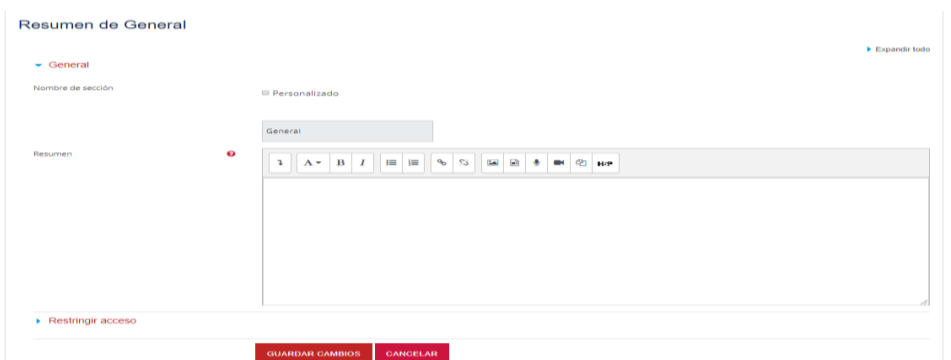 Resumen de General
Expandir todo
General
Nombre de sección
Personalizado
General
Resumen
A B I H5P
Restringir acceso
GUARDAR CAMBIOS CANCELAR